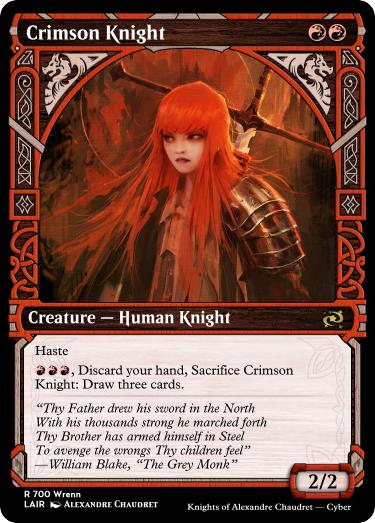 Crimson Knight
Creature — Human Knight
Haste
, Discard your hand, Sacrifice Crimson
Knight: Draw three cards.
“Thy Father drew his sword in the North
With his thousands strong he marched forth
Thy Brother has armed himself in Steel
To avenge the wrongs Thy children feel”
—William Blake, “The Grey Monk”
2/2
R 700 Wrenn
LAIR Alexandre Chaudret
Knights of Alexandre Chaudret — Cyber